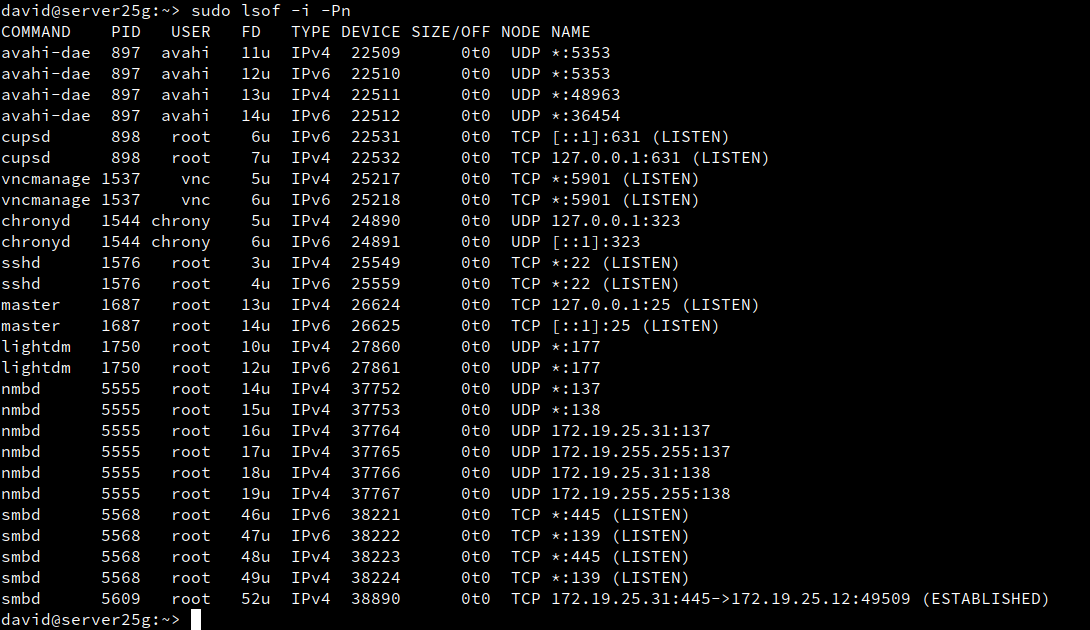 david@server25g:~> sudo lsof -i -Pn
COMMAND    PID   USER   FD   TYPE DEVICE SIZE/OFF NODE NAME
avahi-dae  897  avahi   11u  IPv4  22509      0t0  UDP *:5353
avahi-dae  897  avahi   12u  IPv6  22510      0t0  UDP *:5353
avahi-dae  897  avahi   13u  IPv4  22511      0t0  UDP *:48963
avahi-dae  897  avahi   14u  IPv6  22512      0t0  UDP *:36454
cupsd      898   root    6u  IPv6  22531      0t0  TCP [::1]:631 (LISTEN)
cupsd      898   root    7u  IPv4  22532      0t0  TCP 127.0.0.1:631 (LISTEN)
vncmanage 1537    vnc    5u  IPv4  25217      0t0  TCP *:5901 (LISTEN)
vncmanage 1537    vnc    6u  IPv6  25218      0t0  TCP *:5901 (LISTEN)
chronyd   1544 chrony    5u  IPv4  24890      0t0  UDP 127.0.0.1:323
chronyd   1544 chrony    6u  IPv6  24891      0t0  UDP [::1]:323
sshd      1576   root    3u  IPv4  25549      0t0  TCP *:22 (LISTEN)
sshd      1576   root    4u  IPv6  25559      0t0  TCP *:22 (LISTEN)
master    1687   root   13u  IPv4  26624      0t0  TCP 127.0.0.1:25 (LISTEN)
master    1687   root   14u  IPv6  26625      0t0  TCP [::1]:25 (LISTEN)
lightdm   1750   root   10u  IPv4  27860      0t0  UDP *:177
lightdm   1750   root   12u  IPv6  27861      0t0  UDP *:177
nmbd      5555   root   14u  IPv4  37752      0t0  UDP *:137
nmbd      5555   root   15u  IPv4  37753      0t0  UDP *:138
nmbd      5555   root   16u  IPv4  37764      0t0  UDP 172.19.25.31:137
nmbd      5555   root   17u  IPv4  37765      0t0  UDP 172.19.255.255:137
nmbd      5555   root   18u  IPv4  37766      0t0  UDP 172.19.25.31:138
nmbd      5555   root   19u  IPv4  37767      0t0  UDP 172.19.255.255:138
smbd      5568   root   46u  IPv6  38221      0t0  TCP *:445 (LISTEN)
smbd      5568   root   47u  IPv6  38222      0t0  TCP *:139 (LISTEN)
smbd      5568   root   48u  IPv4  38223      0t0  TCP *:445 (LISTEN)
smbd      5568   root   49u  IPv4  38224      0t0  TCP *:139 (LISTEN)
smbd      5609   root   52u  IPv4  38890      0t0  TCP 172.19.25.31:445->172.19.25.12:49509 (ESTABLISHED)
david@server25g:~>